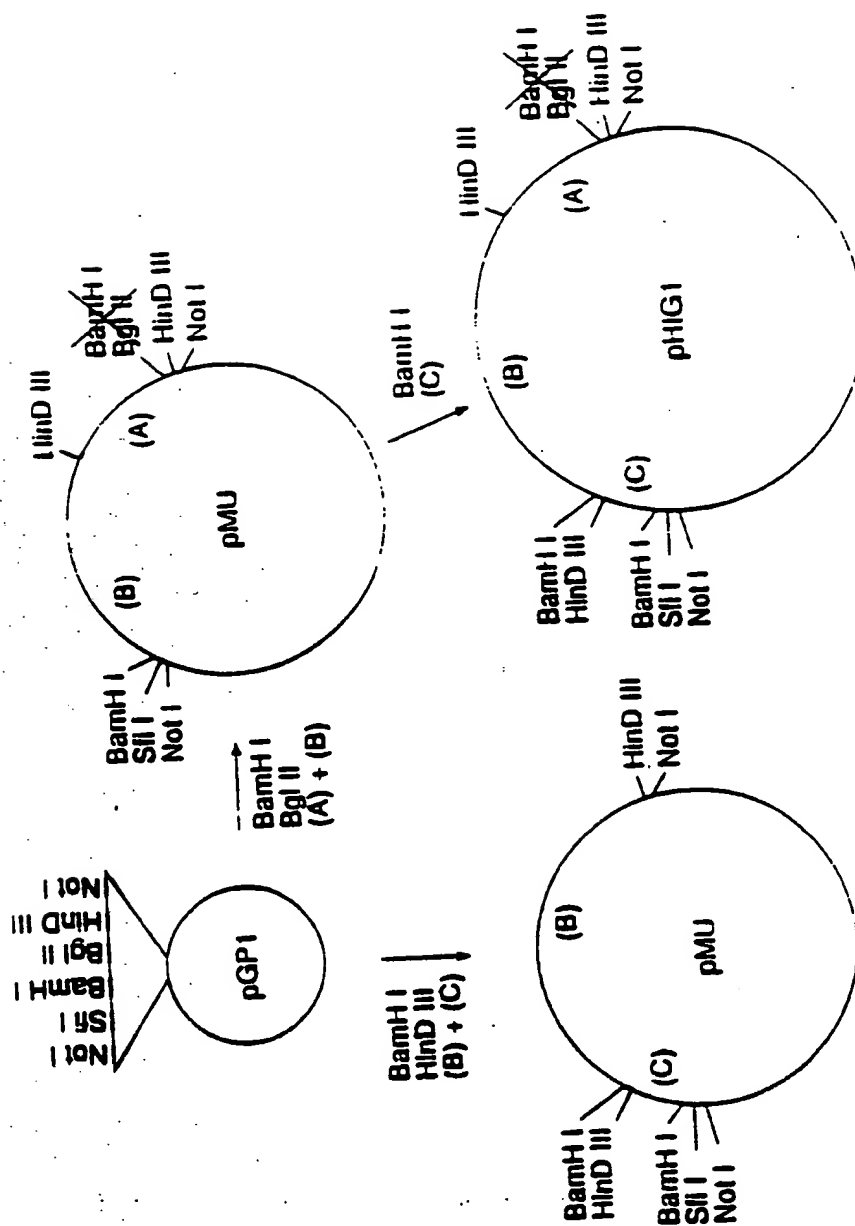 Not I
Sfi I
BamH I
Bgl II
HinD III
Not I
pGP1
BamH I
Bgl II
(A) + (B)
BamH I
Sfi I
Not I
(B)
pMU
(A)
HinD III
BamH I
Bgl II
HinD III
Not I
BamH I
HinD III
(B) + (C)
BamH I
(C)
BamH I
HinD III
(C)
BamH I
Sfi I
Not I
(B)
pMU
HinD III
Not I
BamH I
HinD III
(C)
BamH I
Sfi I
Not I
(B)
pHIG1
(A)
HinD III
BamH I
Bgl II
HinD III
Not I